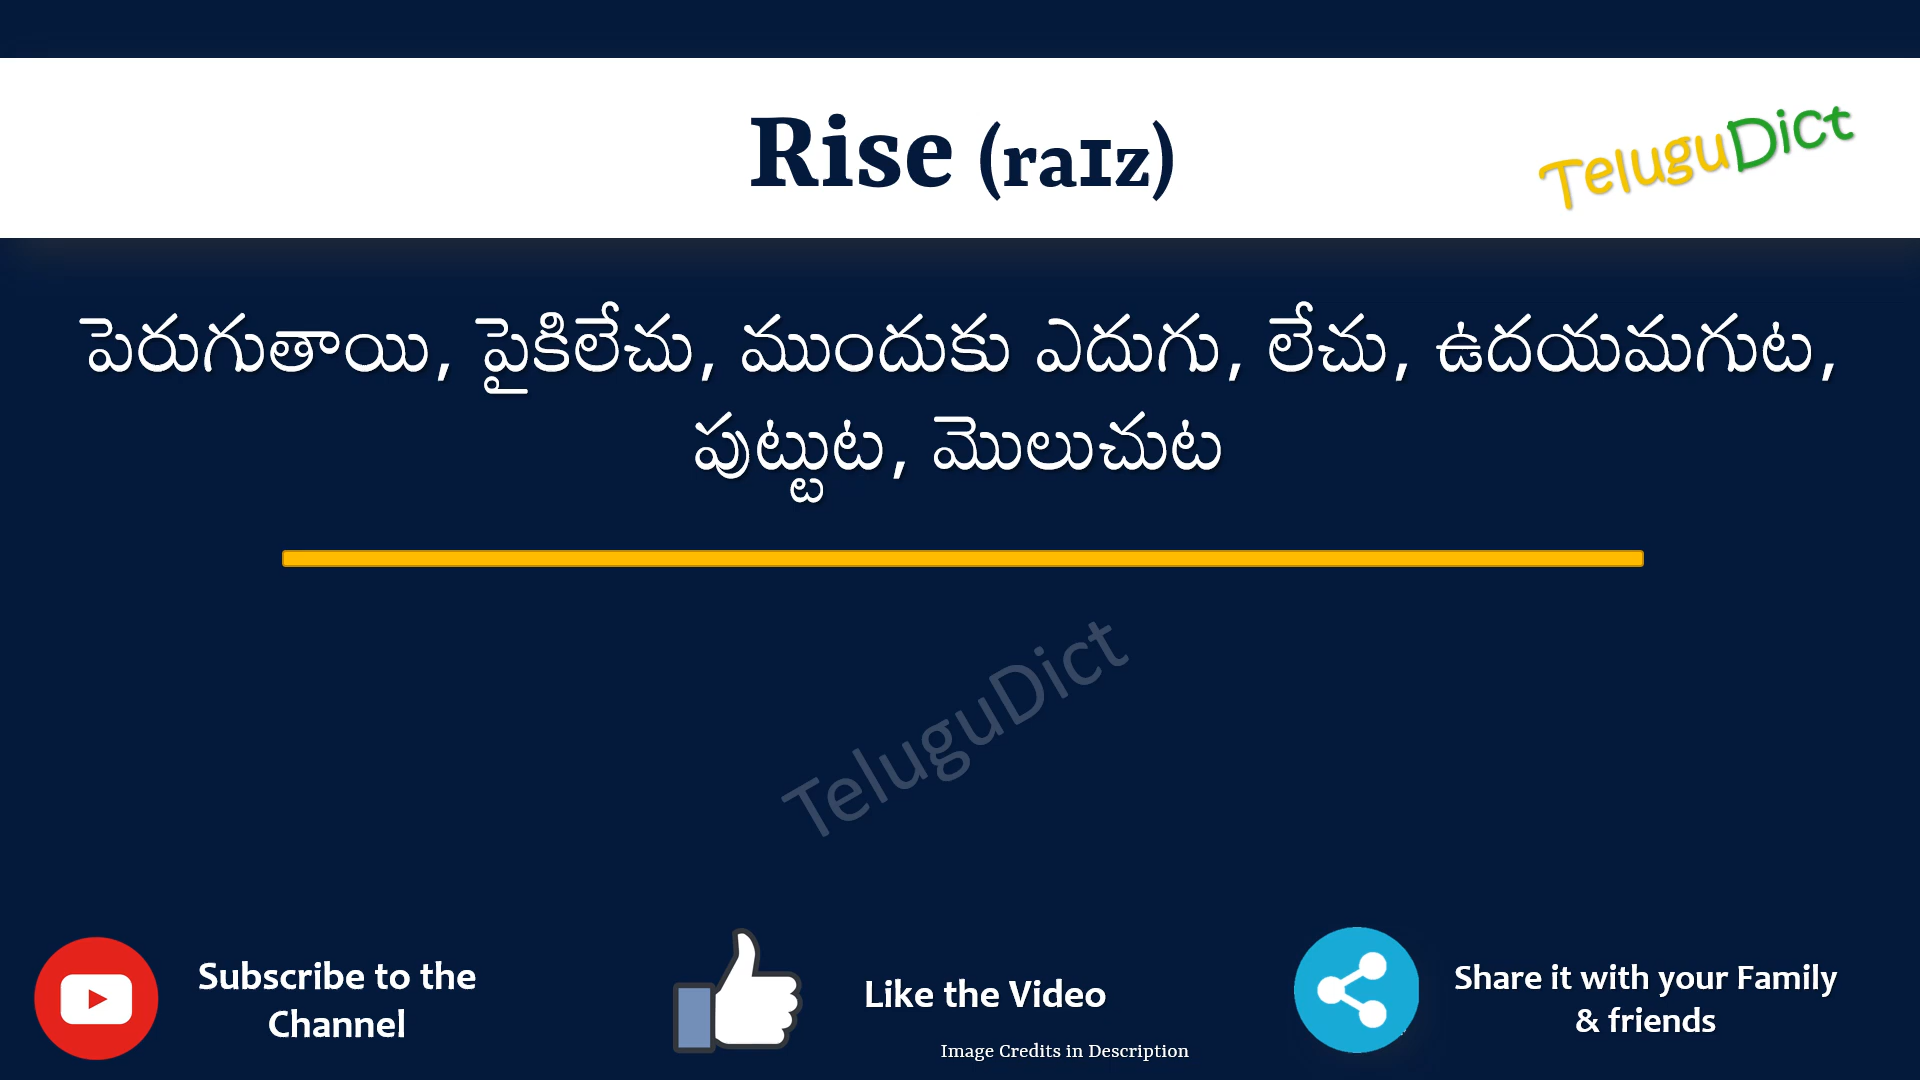 Rise (raɪz)
TeluguDict
పెరుగుతాయి, పైకిలేచు, ముందుకు ఎదుగు, లేచు, ఉదయమగుట,
పుట్టుట, మొలుచుట
TeluguDict
Subscribe to the
Channel
Like the Video
Share it with your Family
& friends
Image Credits in Description